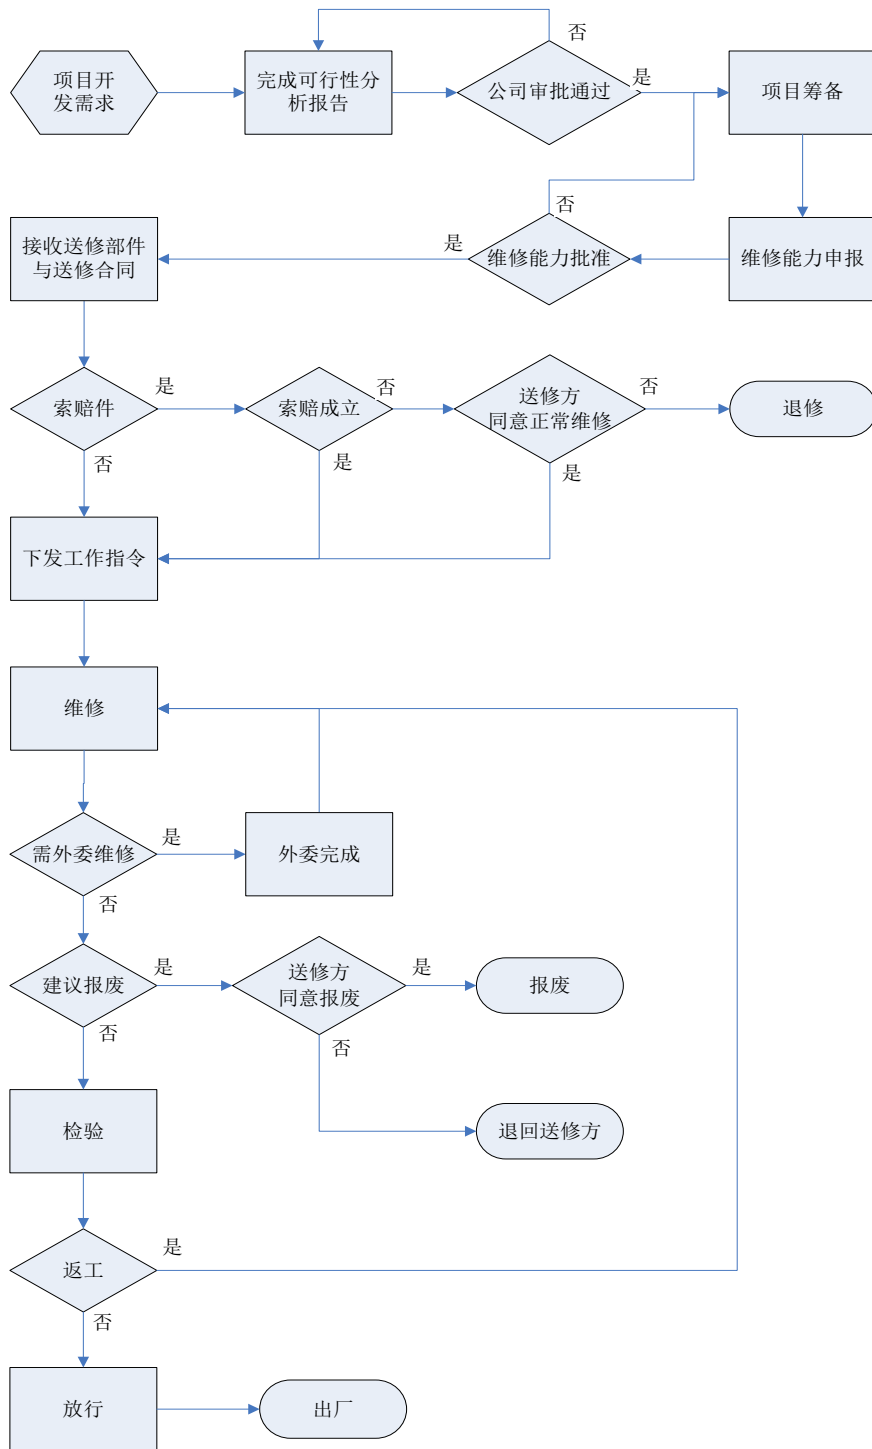 否
项目开
发需求
完成可行性分
析报告
公司审批通过
是
项目筹备
否
接收送修部件
与送修合同
是
维修能力批准
维修能力申报
索赔件
是
索赔成立
否
送修方
同意正常维修
否
退修
否
是
是
下发工作指令
维修
需外委维修
是
外委完成
否
建议报废
是
送修方
同意报废
是
报废
否
否
检验
退回送修方
返工
是
否
放行
出厂